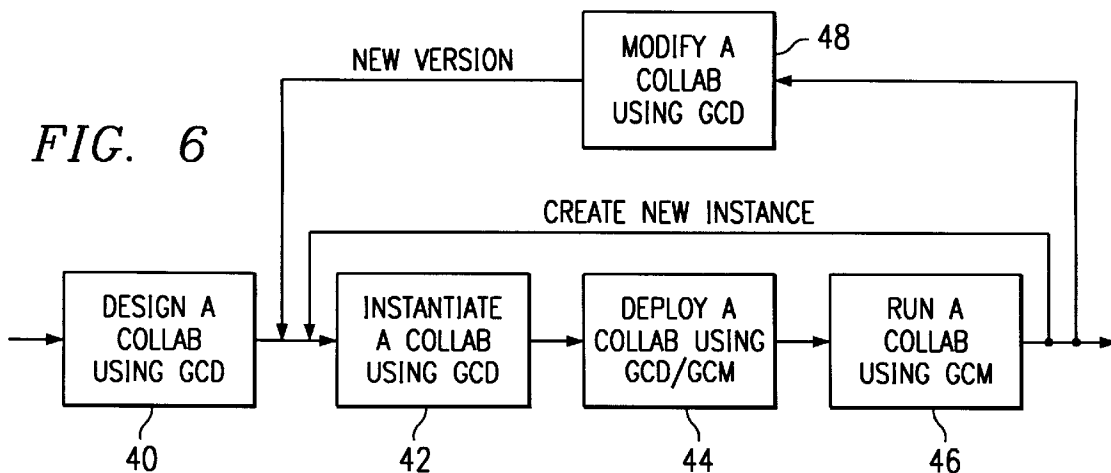 MODIFY A
COLLAB
USING GCD
48
NEW VERSION
FIG. 6
CREATE NEW INSTANCE
DESIGN A
COLLAB
USING GCD
INSTANTIATE
A COLLAB
USING GCD
DEPLOY A
COLLAB USING
GCD/GCM
RUN A
COLLAB
USING GCM
40
42
44
46